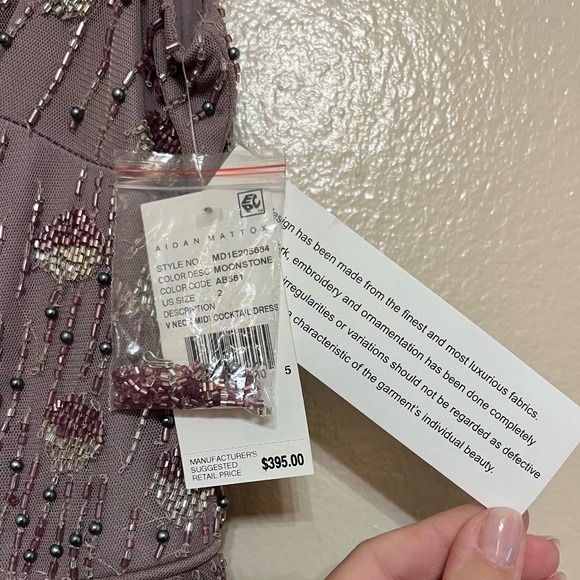 AIDAN MATTOX
STYLE NO MD1E205684
COLOR DESC MOONSTONE
COLOR CODE AB581
US SIZE 2
DESCRIPTION
V NECK MIDI COCKTAIL DRESS
5
MANUFACTURER'S
SUGGESTED
RETAIL PRICE $395.00
design has been made from the finest and most luxurious fabrics.
embroidery and ornamentation has been done completely
irregularities or variations should not be regarded as defective
a characteristic of the garment's individual beauty.